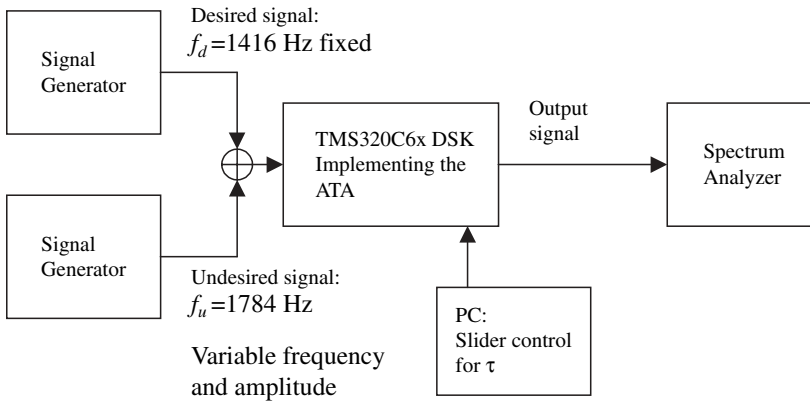 Desired signal:
f_d=1416 Hz fixed
Signal
Generator
TMS320C6x DSK
Implementing the
ATA
Output
signal
Spectrum
Analyzer
Signal
Generator
Undesired signal:
f_u=1784 Hz
Variable frequency
and amplitude
PC:
Slider control
for τ